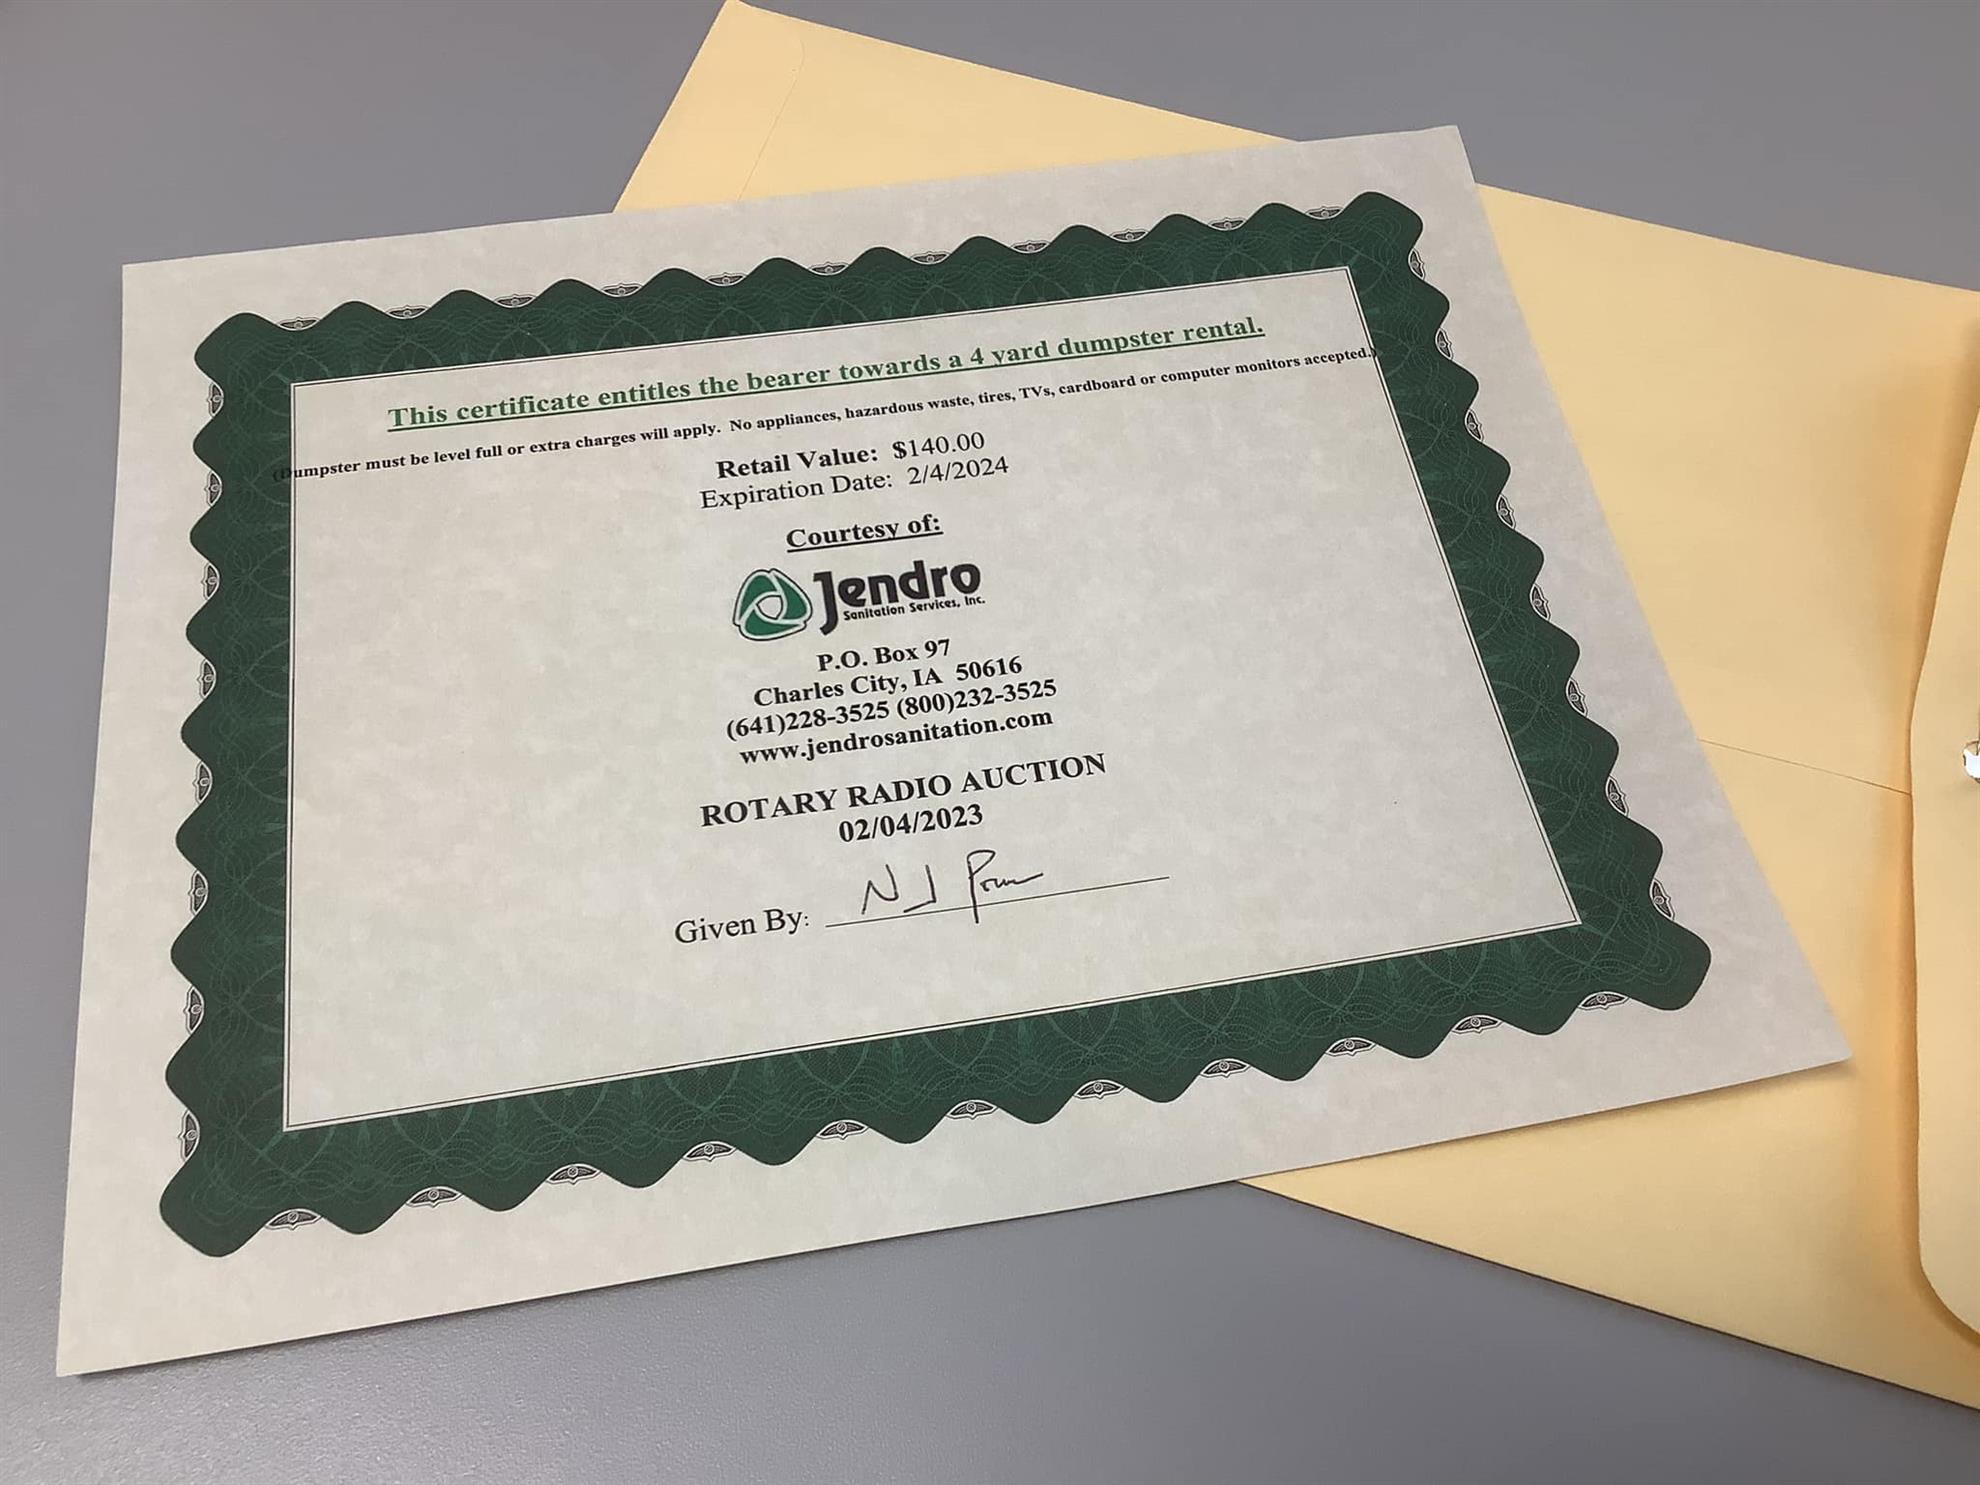 This certificate entitles the bearer towards a 4 yard dumpster rental.
(Dumpster must be level full or extra charges will apply. No appliances, hazardous waste, tires, TVs, cardboard or computer monitors accepted.)
Retail Value: $140.00
Expiration Date: 2/4/2024
Courtesy of:
Jendro
Sanitation Services, Inc.
P.O. Box 97
Charles City, IA 50616
(641)228-3525 (800)232-3525
www.jendrosanitation.com
ROTARY RADIO AUCTION
02/04/2023
Given By: